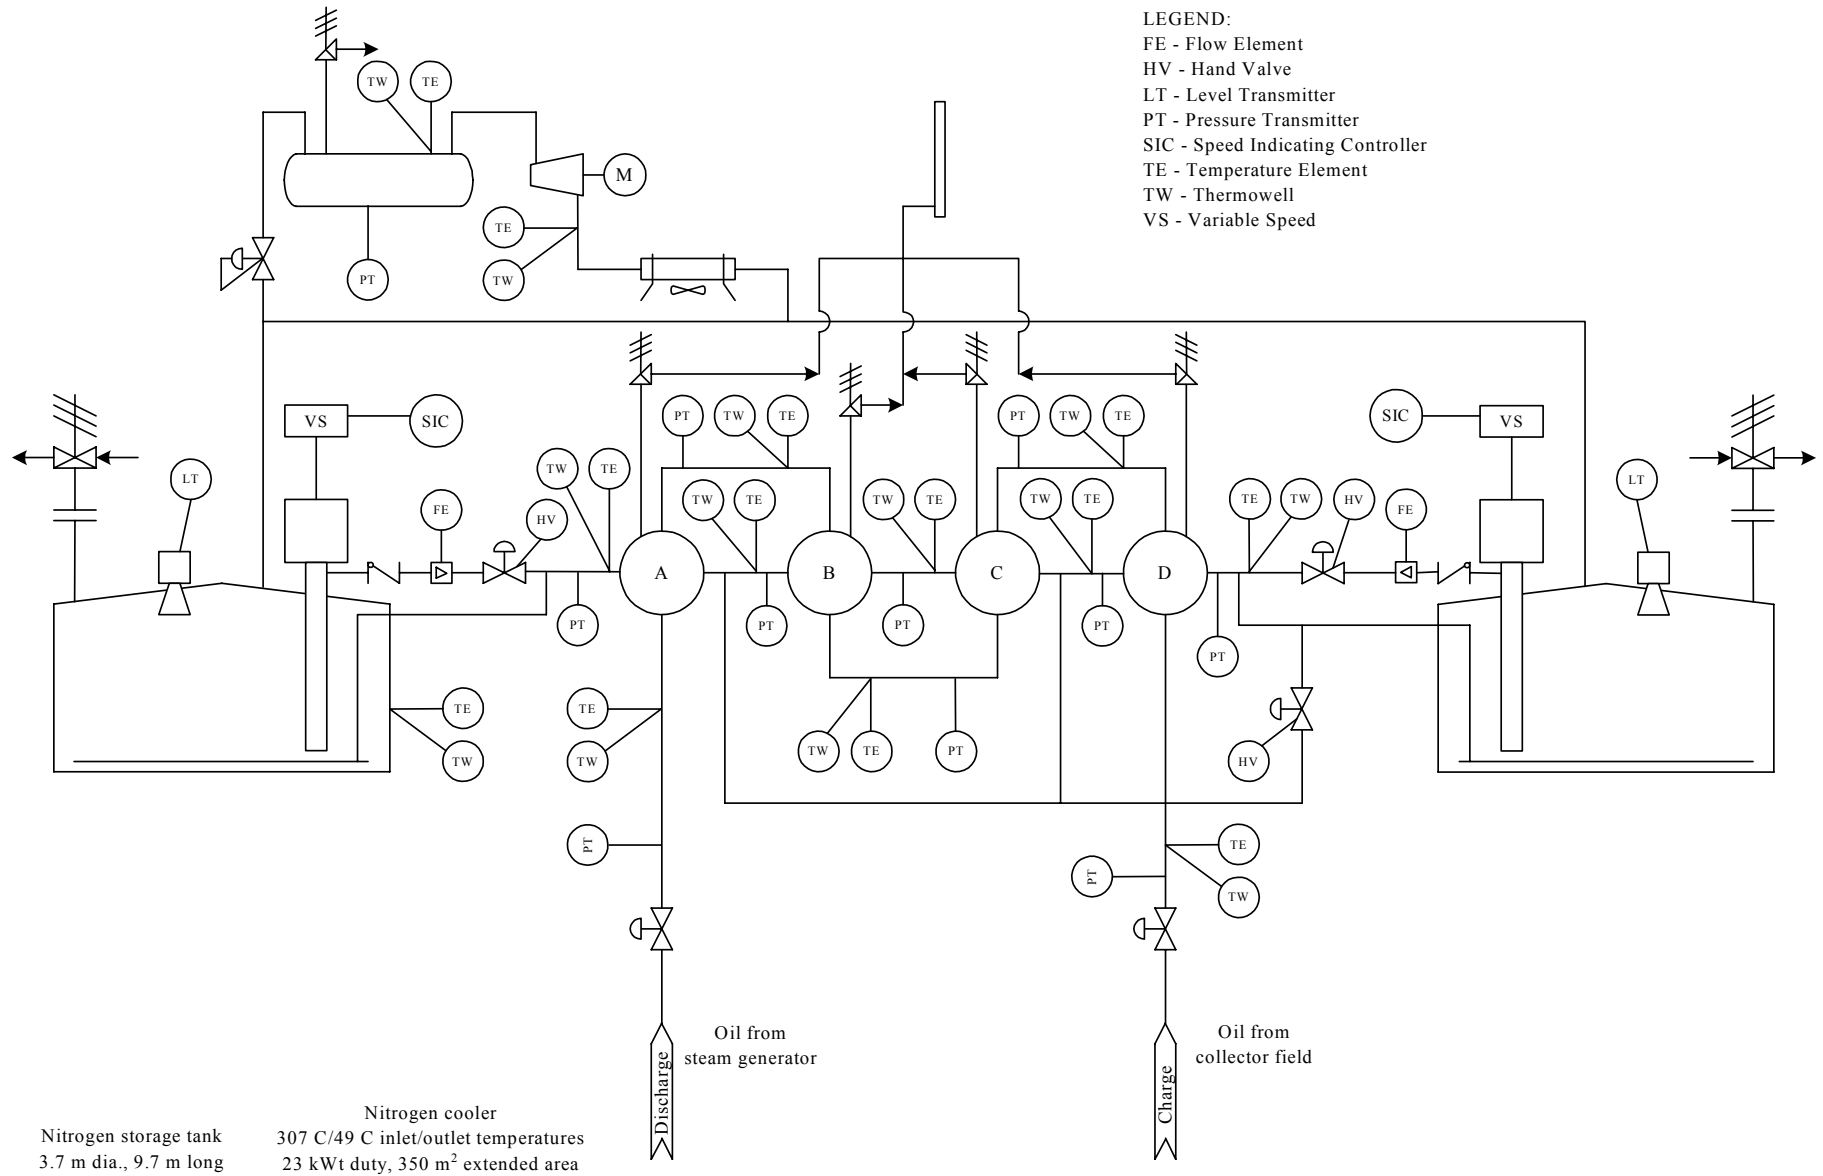 LEGEND:
FE - Flow Element
HV - Hand Valve
LT - Level Transmitter
PT - Pressure Transmitter
SIC - Speed Indicating Controller
TE - Temperature Element
TW - Thermowell
VS - Variable Speed
TW
TE
M
TE
TW
PT
VS
SIC
SIC
VS
LT
LT
PT
TW
TE
PT
TW
TE
TW
TE
FE
HV
TW
TE
TW
TE
TW
TE
TE
TW
HV
FE
A
B
C
D
PT
PT
PT
PT
PT
TE
TW
TE
TW
TW
TE
PT
HV
PT
TE
PT
TW
Oil from
steam generator
Discharge
Oil from
collector field
Charge
Nitrogen storage tank
3.7 m dia., 9.7 m long
Nitrogen cooler
307 C/49 C inlet/outlet temperatures
23 kWt duty, 350 m² extended area